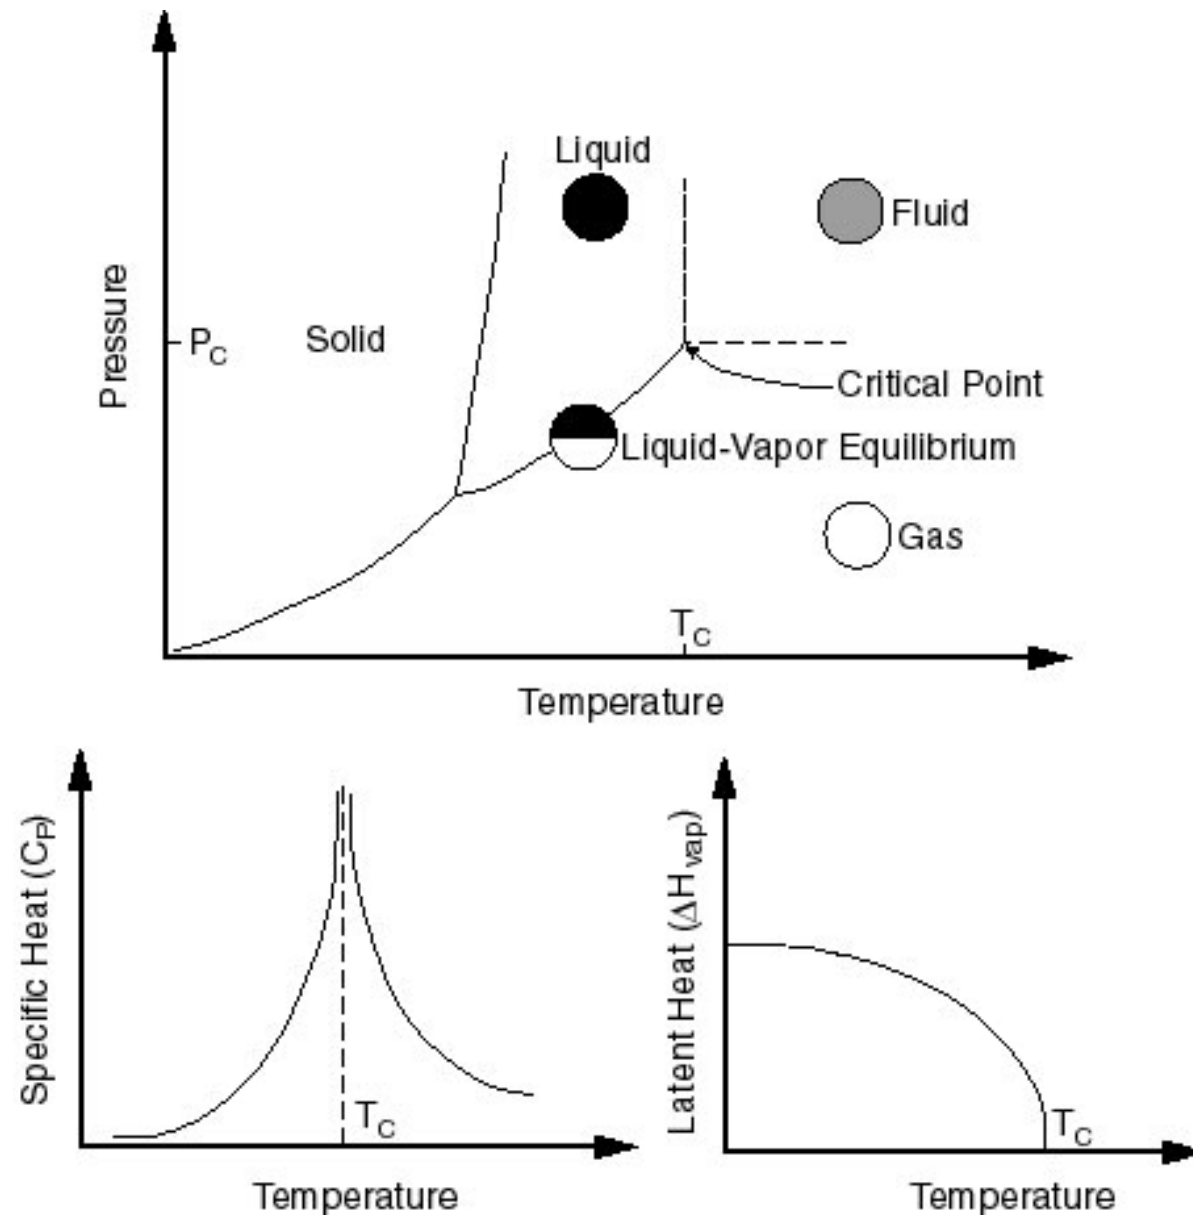 Liquid
Fluid
Pressure
P_C
Solid
Critical Point
Liquid-Vapor Equilibrium
Gas
T_C
Temperature
Specific Heat (C_P)
T_C
Temperature
Latent Heat (ΔH_vap)
T_C
Temperature